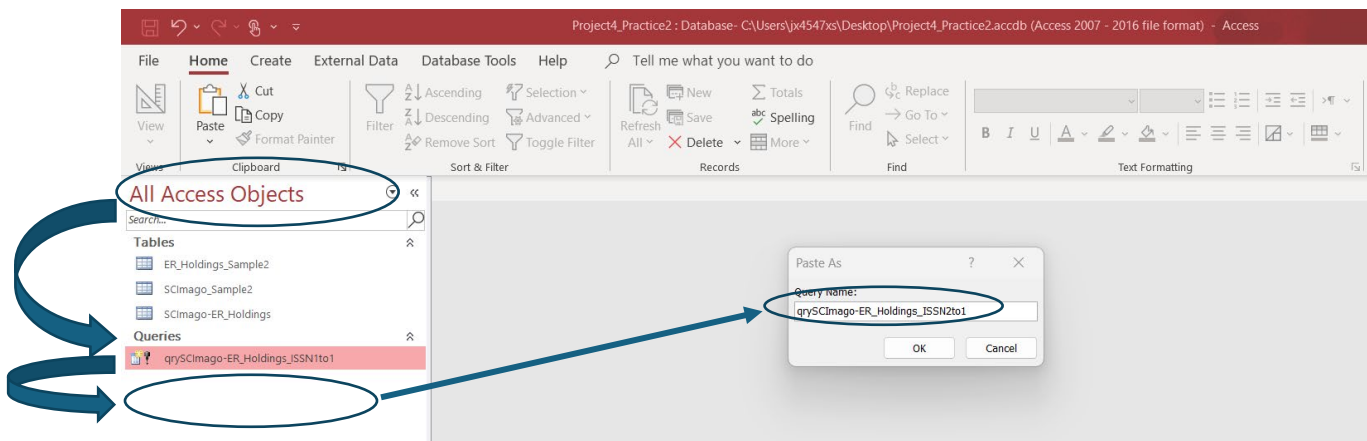 Project4_Practice2 : Database- C:\Users\jx4547xs\Desktop\Project4_Practice2.accdb (Access 2007 - 2016 file format) - Access
File Home Create External Data Database Tools Help Tell me what you want to do
View
Views
Paste
Cut
Copy
Format Painter
Clipboard
Filter
Ascending
Descending
Remove Sort
Selection
Advanced
Toggle Filter
Sort & Filter
Refresh
All
New
Save
Delete
Totals
Spelling
More
Records
Find
Replace
Go To
Select
Find
B I U A
Text Formatting
All Access Objects
Search...
Tables
ER_Holdings_Sample2
SCImago_Sample2
SCImago-ER_Holdings
Queries
qrySCImago-ER_Holdings_ISSN1to1
Paste As
Query Name:
qrySCImago-ER_Holdings_ISSN2to1
OK Cancel